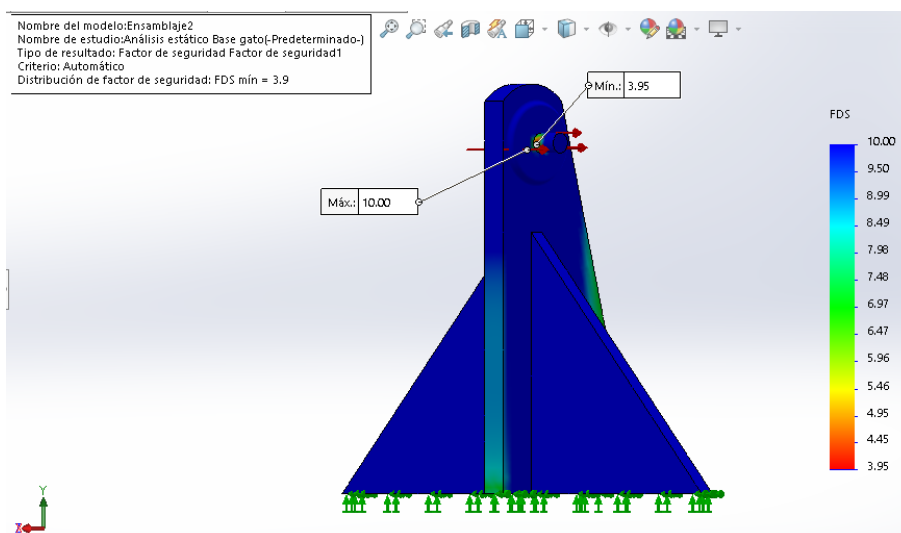 Nombre del modelo:Ensamblaje2
Nombre de estudio:Análisis estático Base gato(-Predeterminado-)
Tipo de resultado: Factor de seguridad Factor de seguridad1
Criterio: Automático
Distribución de factor de seguridad: FDS mín = 3.9
Mín.: 3.95
Máx.: 10.00
FDS
10.00
9.50
8.99
8.49
7.98
7.48
6.97
6.47
5.96
5.46
4.95
4.45
3.95
Y
Z